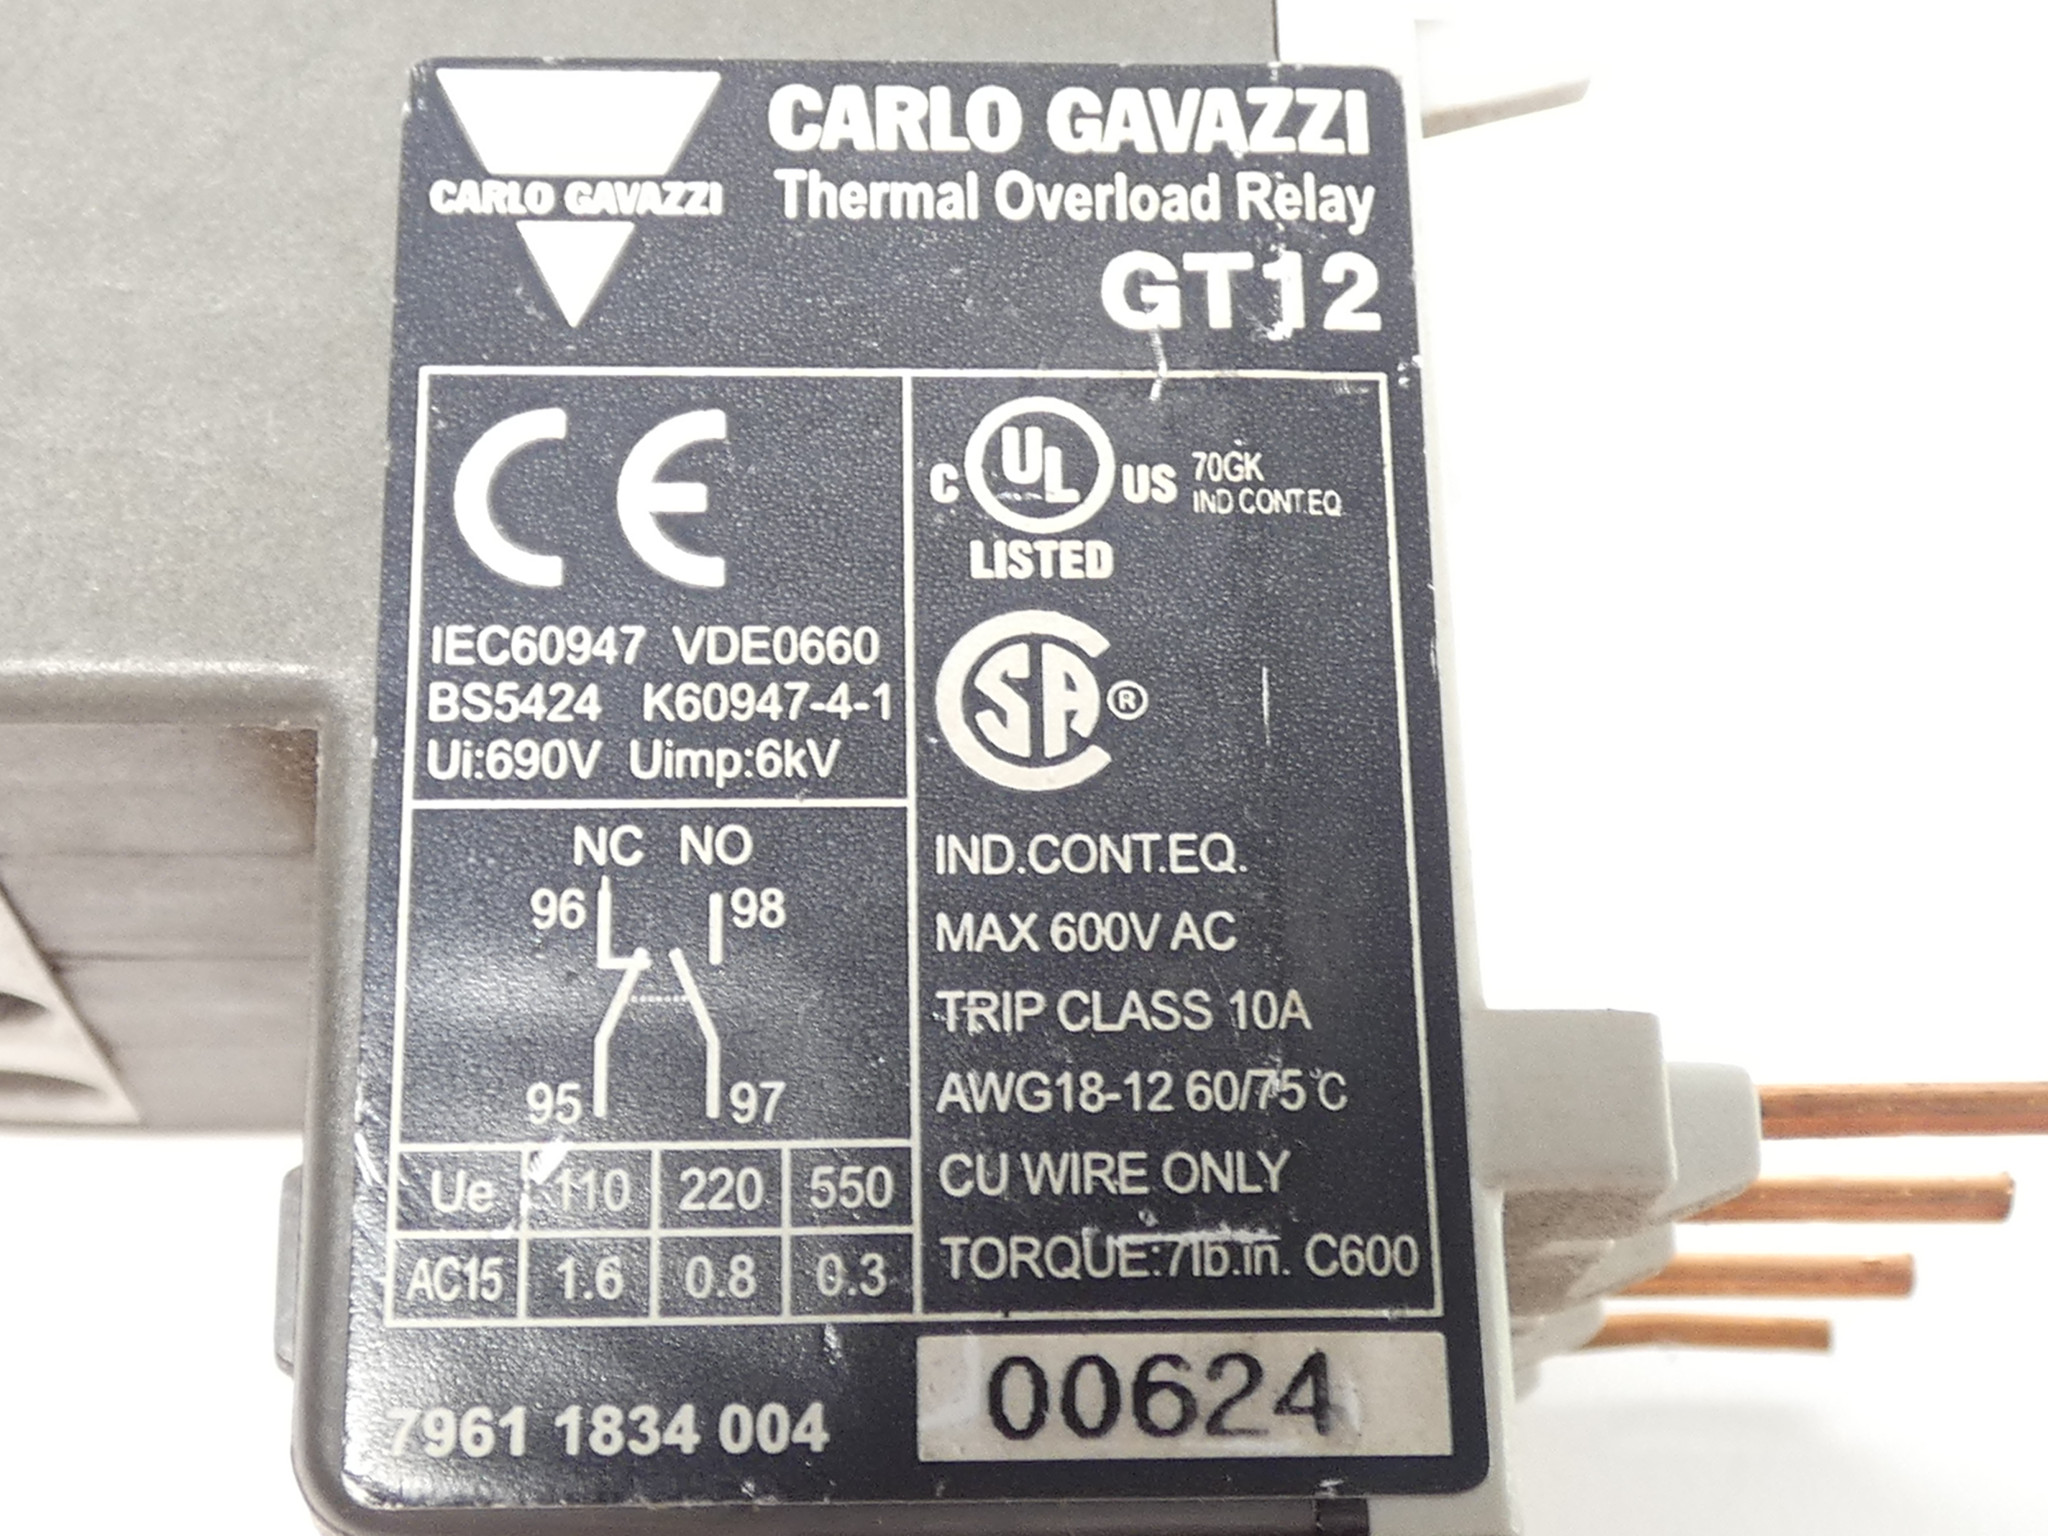 CARLO GAVAZZI
CARLO GAVAZZI
Thermal Overload Relay
GT12
CE
IEC60947 VDE0660
BS5424 K60947-4-1
Ui:690V Uimp:6kV
NC NO
96 98
95 97
Ue 110 220 550
AC15 1.6 0.8 0.3
C UL US 70GK
IND.CONT.EQ.
LISTED
SA ®
IND.CONT.EQ.
MAX 600V AC
TRIP CLASS 10A
AWG18-12 60/75℃
CU WIRE ONLY
TORQUE:7lb.in. C600
7961 1834 004
00624